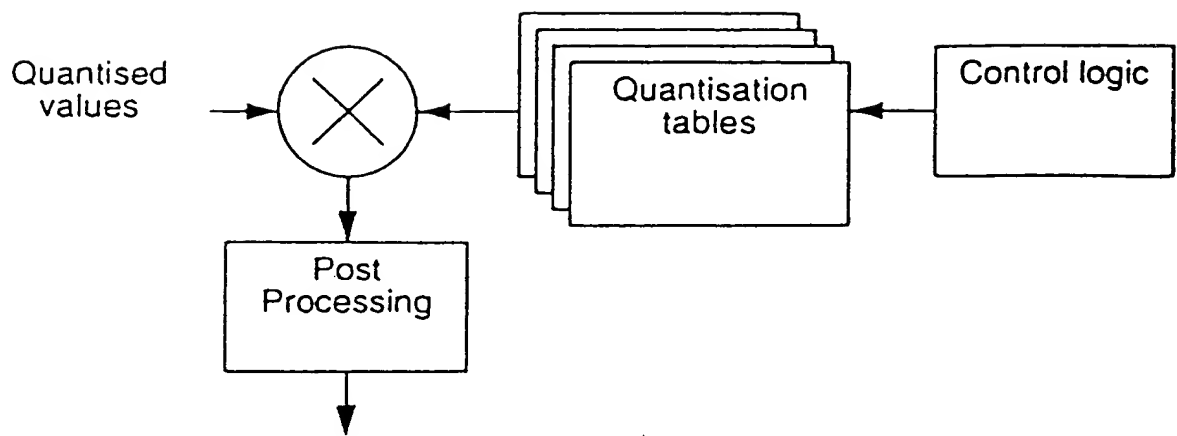 Quantised
values
Quantisation
tables
Control logic
Post
Processing